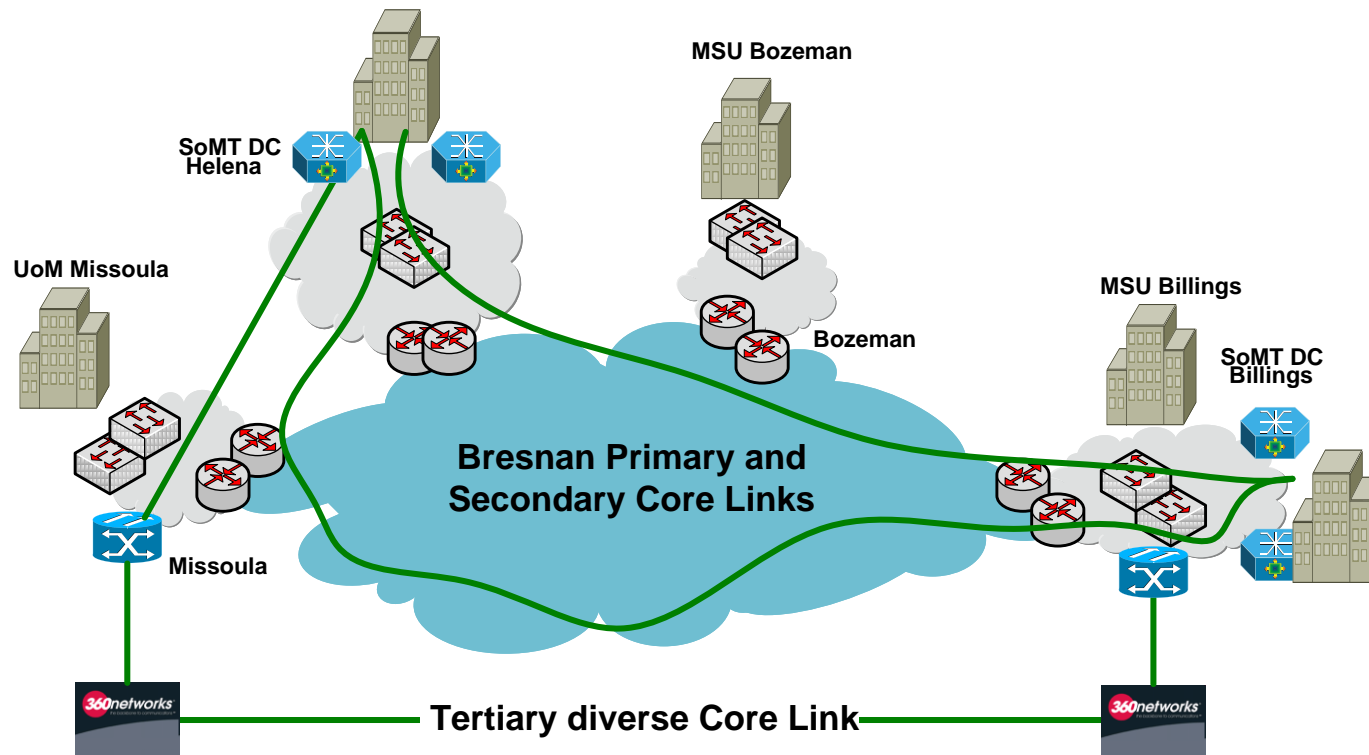 MSU Bozeman
SoMT DC
Helena
UoM Missoula
MSU Billings
Bozeman
SoMT DC
Billings
Bresnan Primary and
Secondary Core Links
Missoula
360networks
Tertiary diverse Core Link
360networks